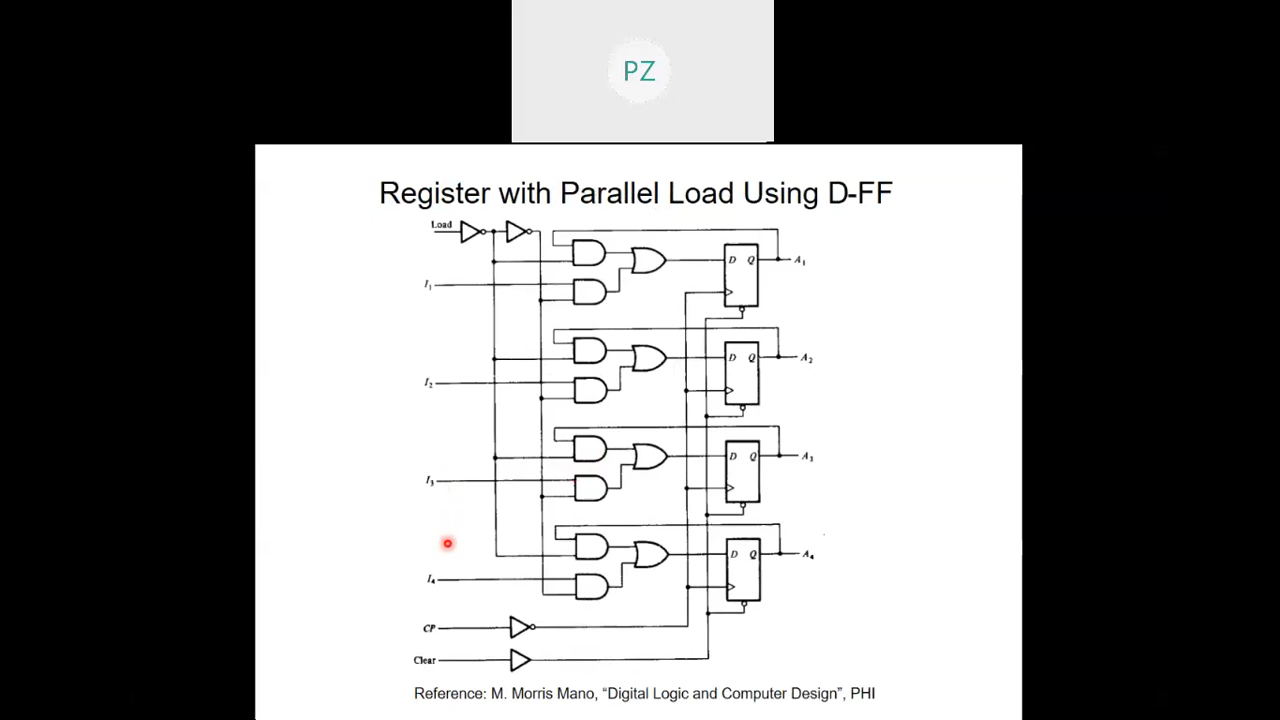 PZ
Register with Parallel Load Using D-FF
Load
D Q A₁
I₁
D Q A₂
I₂
D Q A₃
I₃
D Q A₄
I₄
CP
Clear
Reference: M. Morris Mano, “Digital Logic and Computer Design”, PHI